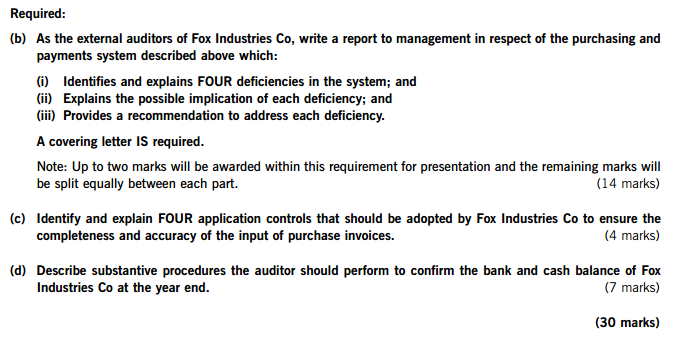 Required:
(b) As the external auditors of Fox Industries Co, write a report to management in respect of the purchasing and
payments system described above which:
(i) Identifies and explains FOUR deficiencies in the system; and
(ii) Explains the possible implication of each deficiency; and
(iii) Provides a recommendation to address each deficiency.
A covering letter IS required.
Note: Up to two marks will be awarded within this requirement for presentation and the remaining marks will
be split equally between each part. (14 marks)
(c) Identify and explain FOUR application controls that should be adopted by Fox Industries Co to ensure the
completeness and accuracy of the input of purchase invoices. (4 marks)
(d) Describe substantive procedures the auditor should perform to confirm the bank and cash balance of Fox
Industries Co at the year end. (7 marks)
(30 marks)